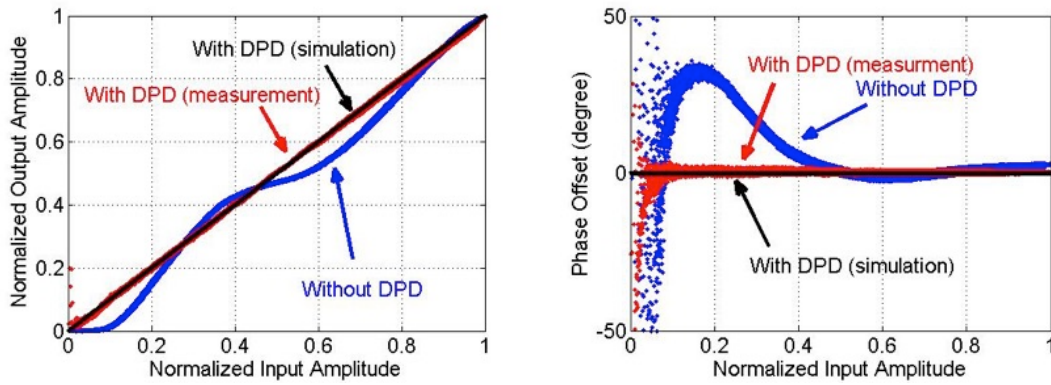 1
0.8
0.6
0.4
0.2
0
Normalized Output Amplitude
With DPD (simulation)
With DPD (measurement)
Without DPD
0 0.2 0.4 0.6 0.8 1
Normalized Input Amplitude
50
0
-50
Phase Offset (degree)
With DPD (measurment)
Without DPD
With DPD (simulation)
0 0.2 0.4 0.6 0.8 1
Normalized Input Amplitude